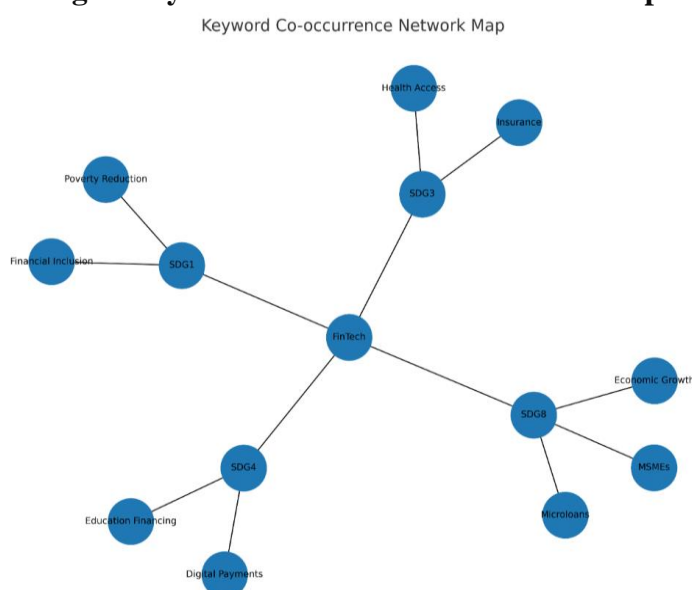 Keyword Co-occurrence Network Map
Health Access
Insurance
Poverty Reduction
SDG3
Financial Inclusion
SDG1
FinTech
Economic Growth
SDG8
SDG4
MSMEs
Microloans
Education Financing
Digital Payments